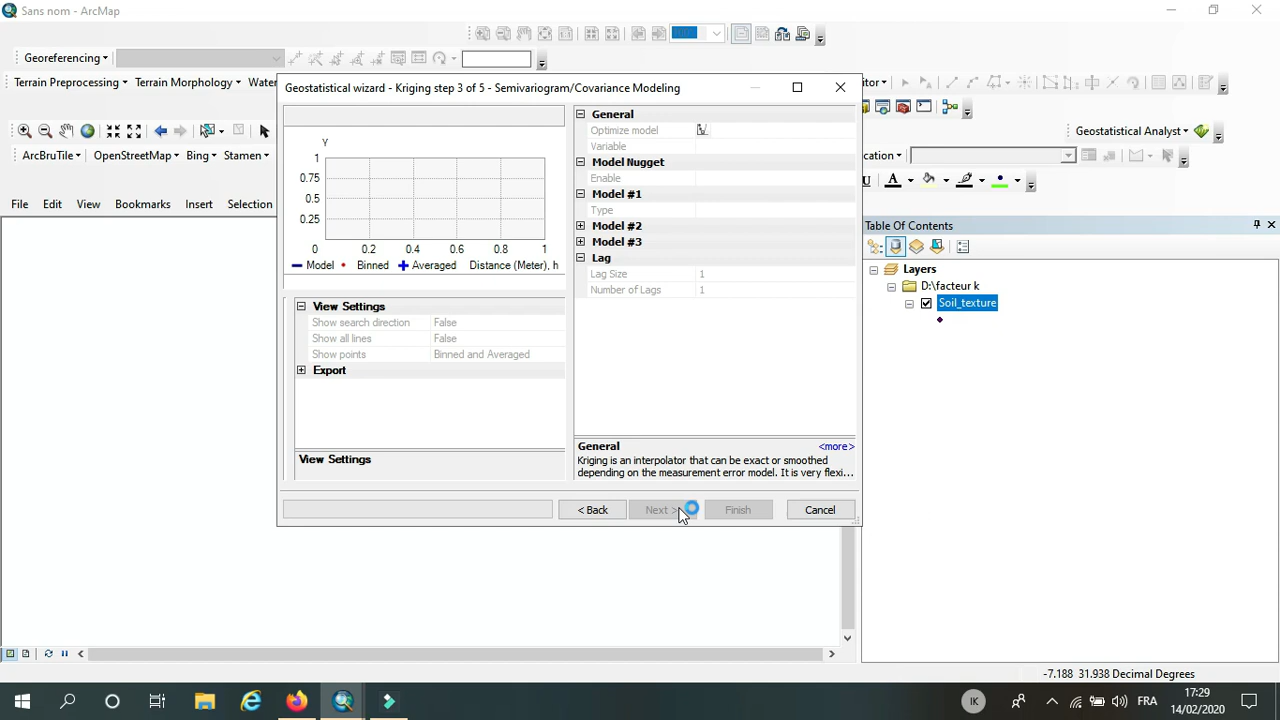 Sans nom - ArcMap
Georeferencing
Terrain Preprocessing
Terrain Morphology
Geostatistical wizard - Kriging step 3 of 5 - Semivariogram/Covariance Modeling
Geostatistical Analyst
ArcBruTile
OpenStreetMap
Bing
Stamen
U
A
File
Edit
View
Bookmarks
Insert
Selection
Y
1
0.75
0.5
0.25
0
0.2
0.4
0.6
0.8
1
Model
Binned
Averaged
Distance (Meter), h
View Settings
Show search direction
False
Show all lines
False
Show points
Binned and Averaged
Export
View Settings
General
Optimize model
Variable
Model Nugget
Enable
Model #1
Type
Model #2
Model #3
Lag
Lag Size
1
Number of Lags
1
General
<more>
Kriging is an interpolator that can be exact or smoothed
depending on the measurement error model. It is very flexi...
< Back
Next >
Finish
Cancel
Table Of Contents
Layers
D:\facteur k
Soil_texture
-7.188 31.938 Decimal Degrees
IK
FRA
17:29
14/02/2020